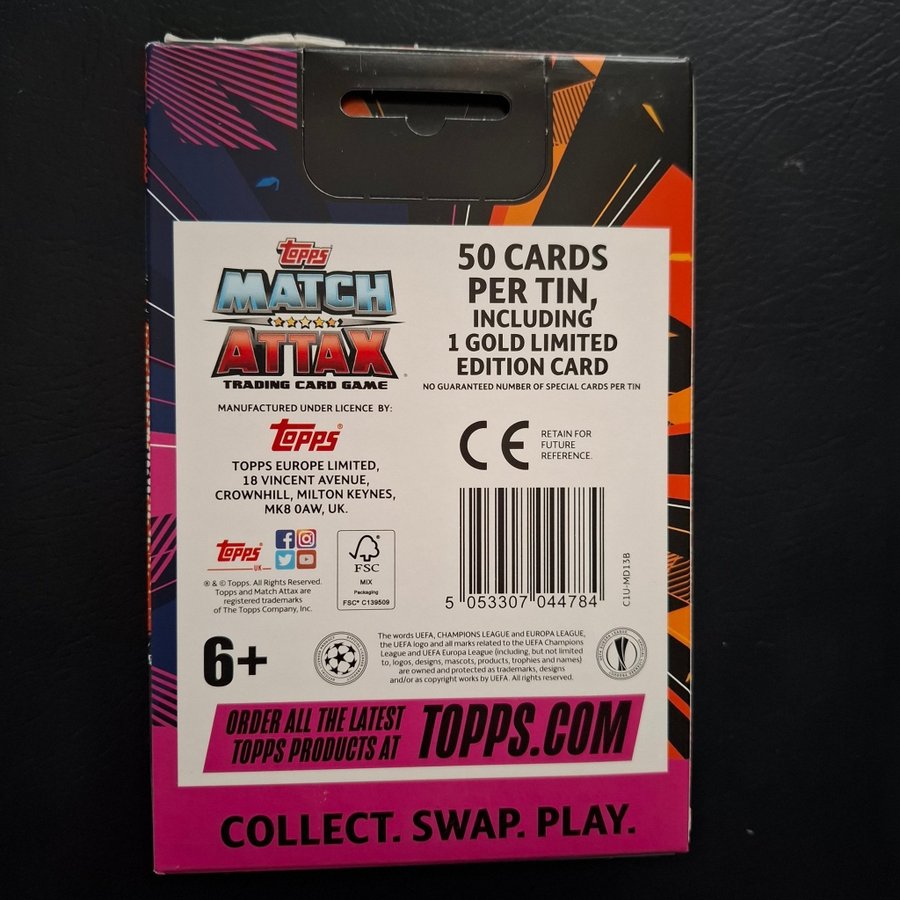 topps
MATCH
ATTAX
TRADING CARD GAME
50 CARDS
PER TIN,
INCLUDING
1 GOLD LIMITED
EDITION CARD
NO GUARANTEED NUMBER OF SPECIAL CARDS PER TIN
MANUFACTURED UNDER LICENCE BY:
topps®
TOPPS EUROPE LIMITED,
18 VINCENT AVENUE,
CROWNHILL, MILTON KEYNES,
MK8 0AW, UK.
CE
RETAIN FOR
FUTURE
REFERENCE.
topps
UK
® & © Topps. All Rights Reserved.
Topps and Match Attax are
registered trademarks
of The Topps Company, Inc.
FSC
MIX
Packaging
FSC® C139509
5 053307 044784
C1U-MD13B
6+
The words UEFA, CHAMPIONS LEAGUE and EUROPA LEAGUE,
the UEFA logo and all marks related to the UEFA Champions
League and UEFA Europa League (including, but not limited
to, logos, designs, mascots, products, trophies and names)
are owned and protected as trademarks, designs
and/or as copyright works by UEFA. All rights reserved.
ORDER ALL THE LATEST
TOPPS PRODUCTS AT
TOPPS.COM
COLLECT. SWAP. PLAY.